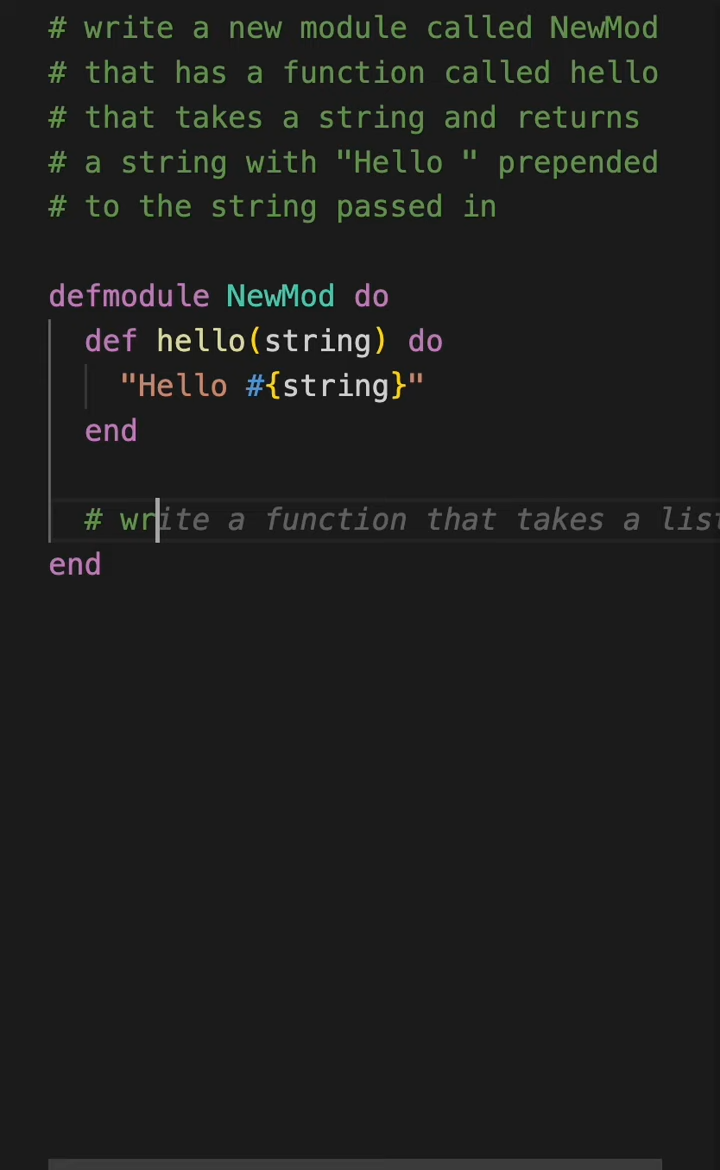 # write a new module called NewMod
# that has a function called hello
# that takes a string and returns
# a string with "Hello " prepended
# to the string passed in
defmodule NewMod do
def hello(string) do
"Hello #{string}"
end
# write a function that takes a list
end